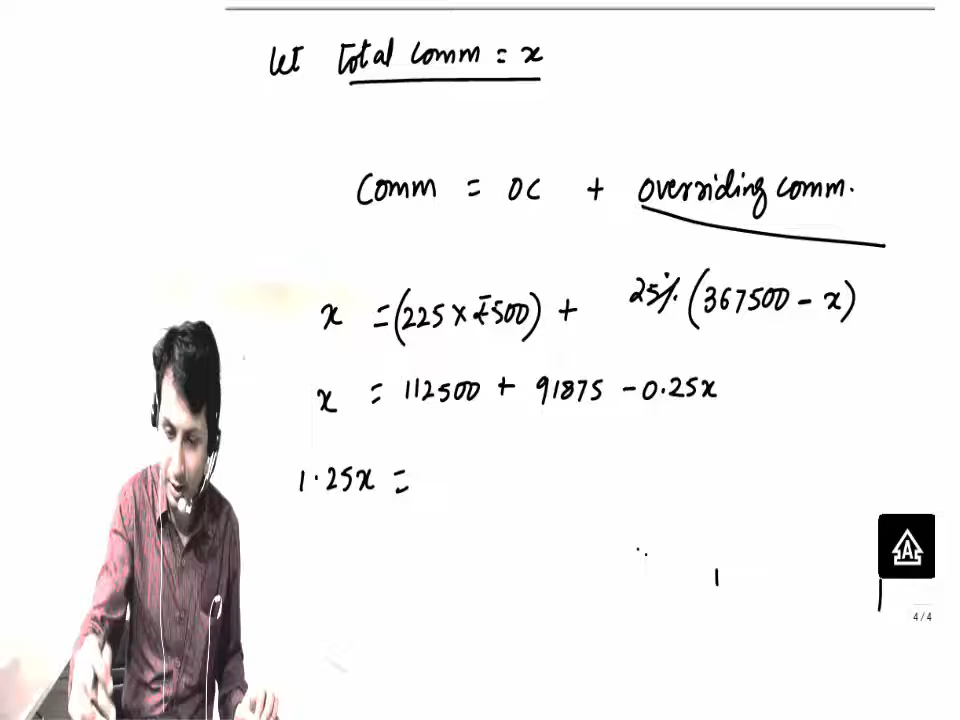 Let total comm = x
Comm = OC + overriding comm.
x = (225 x ₹500) + 25% (367500 - x)
x = 112500 + 91875 - 0.25x
1.25x =
A
4/4